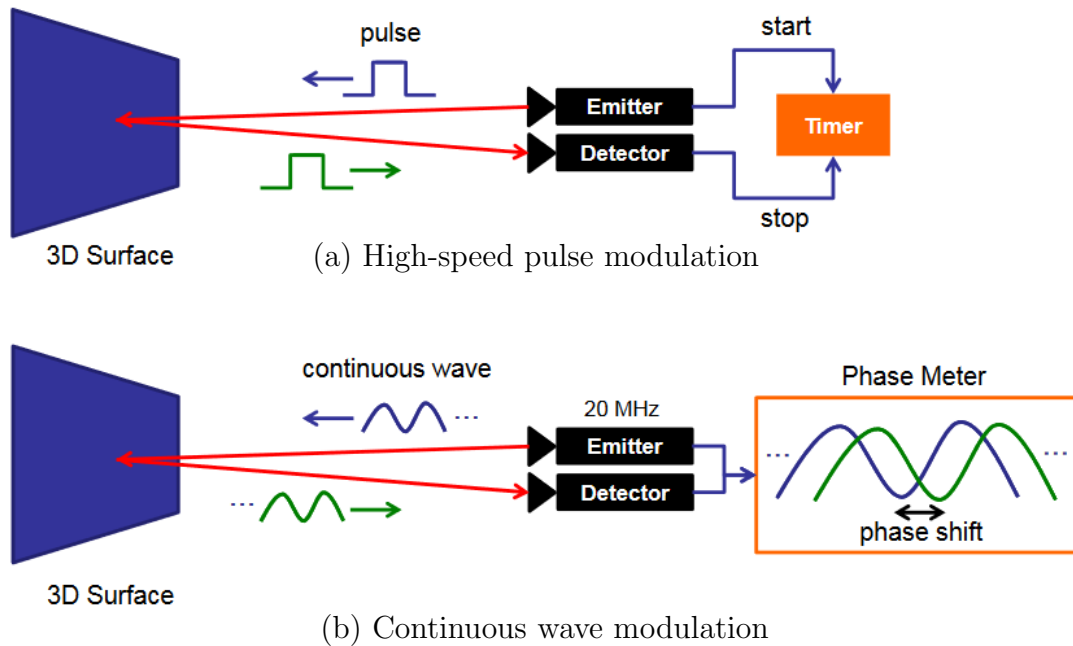 pulse
start
Emitter
Timer
Detector
stop
3D Surface
(a) High-speed pulse modulation
continuous wave
Phase Meter
20 MHz
...
Emitter
...
...
Detector
...
phase shift
3D Surface
(b) Continuous wave modulation